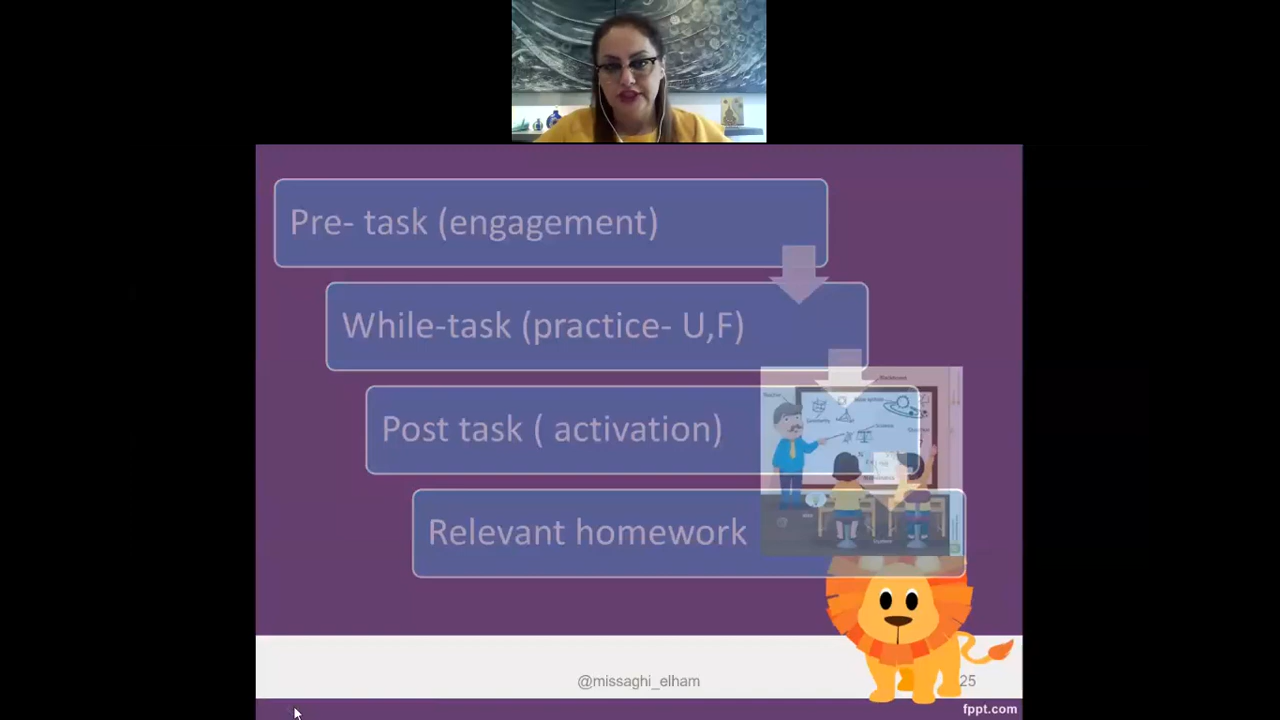 Pre- task (engagement)
While-task (practice- U,F)
Post task ( activation)
Relevant homework
@missaghi_elham
25
fppt.com